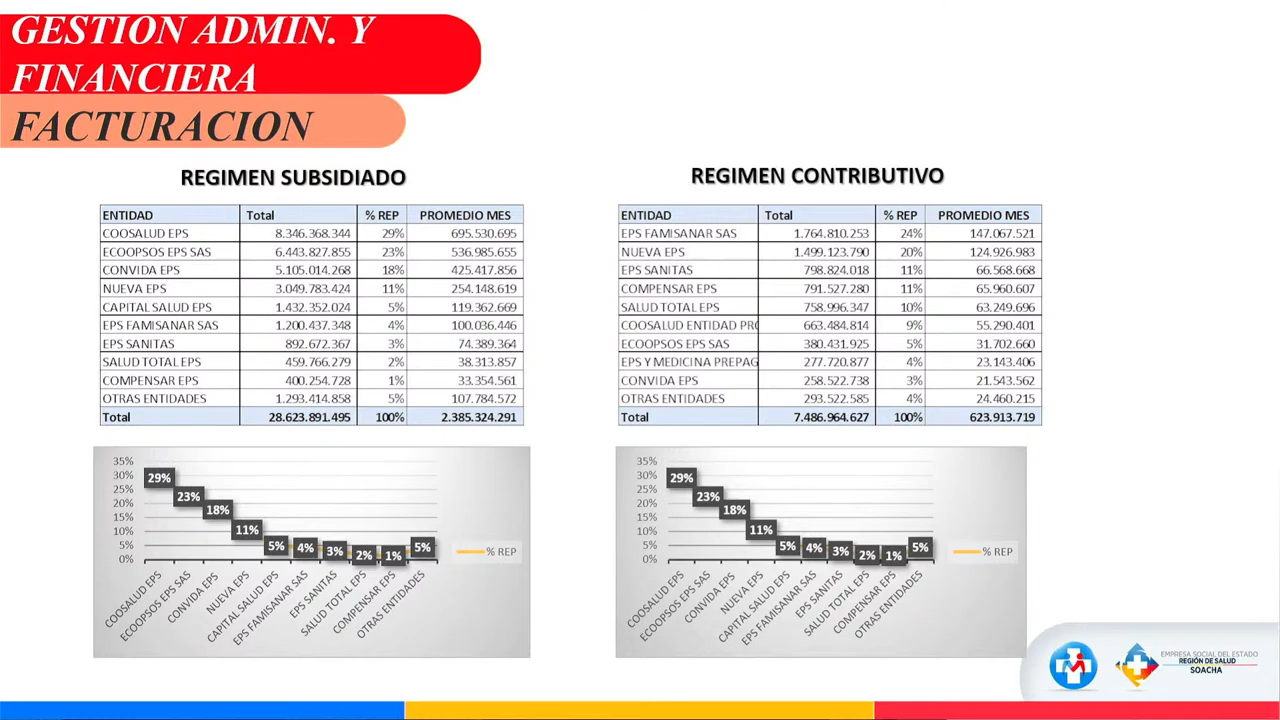 GESTION ADMIN. Y
FINANCIERA
FACTURACION
REGIMEN SUBSIDIADO
ENTIDAD Total % REP PROMEDIO MES
COOSALUD EPS 8.346.368.344 29% 695.530.695
ECOOPSOS EPS SAS 6.443.827.855 23% 536.985.655
CONVIDA EPS 5.105.014.268 18% 425.417.856
NUEVA EPS 3.049.783.424 11% 254.148.619
CAPITAL SALUD EPS 1.432.352.024 5% 119.362.669
EPS FAMISANAR SAS 1.200.437.348 4% 100.036.446
EPS SANITAS 892.672.367 3% 74.389.364
SALUD TOTAL EPS 459.766.279 2% 38.313.857
COMPENSAR EPS 400.254.728 1% 33.354.561
OTRAS ENTIDADES 1.293.414.858 5% 107.784.572
Total 28.623.891.495 100% 2.385.324.291
REGIMEN CONTRIBUTIVO
ENTIDAD Total % REP PROMEDIO MES
EPS FAMISANAR SAS 1.764.810.253 24% 147.067.521
NUEVA EPS 1.499.123.790 20% 124.926.983
EPS SANITAS 798.824.018 11% 66.568.668
COMPENSAR EPS 791.527.280 11% 65.960.607
SALUD TOTAL EPS 758.996.347 10% 63.249.696
COOSALUD ENTIDAD PRO 663.484.814 9% 55.290.401
ECOOPSOS EPS SAS 380.431.925 5% 31.702.660
EPS Y MEDICINA PREPAG 277.720.877 4% 23.143.406
CONVIDA EPS 258.522.738 3% 21.543.562
OTRAS ENTIDADES 293.522.585 4% 24.460.215
Total 7.486.964.627 100% 623.913.719
35%
30%
25%
20%
15%
10%
5%
0%
29%
23%
18%
11%
5%
4%
3%
2%
1%
5%
% REP
COOSALUD EPS
ECOOPSOS EPS SAS
CONVIDA EPS
NUEVA EPS
CAPITAL SALUD EPS
EPS FAMISANAR SAS
EPS SANITAS
SALUD TOTAL EPS
COMPENSAR EPS
OTRAS ENTIDADES
35%
30%
25%
20%
15%
10%
5%
0%
29%
23%
18%
11%
5%
4%
3%
2%
1%
5%
% REP
COOSALUD EPS
ECOOPSOS EPS SAS
CONVIDA EPS
NUEVA EPS
CAPITAL SALUD EPS
EPS FAMISANAR SAS
EPS SANITAS
SALUD TOTAL EPS
COMPENSAR EPS
OTRAS ENTIDADES
EMPRESA SOCIAL DEL ESTADO
REGIÓN DE SALUD
SOACHA